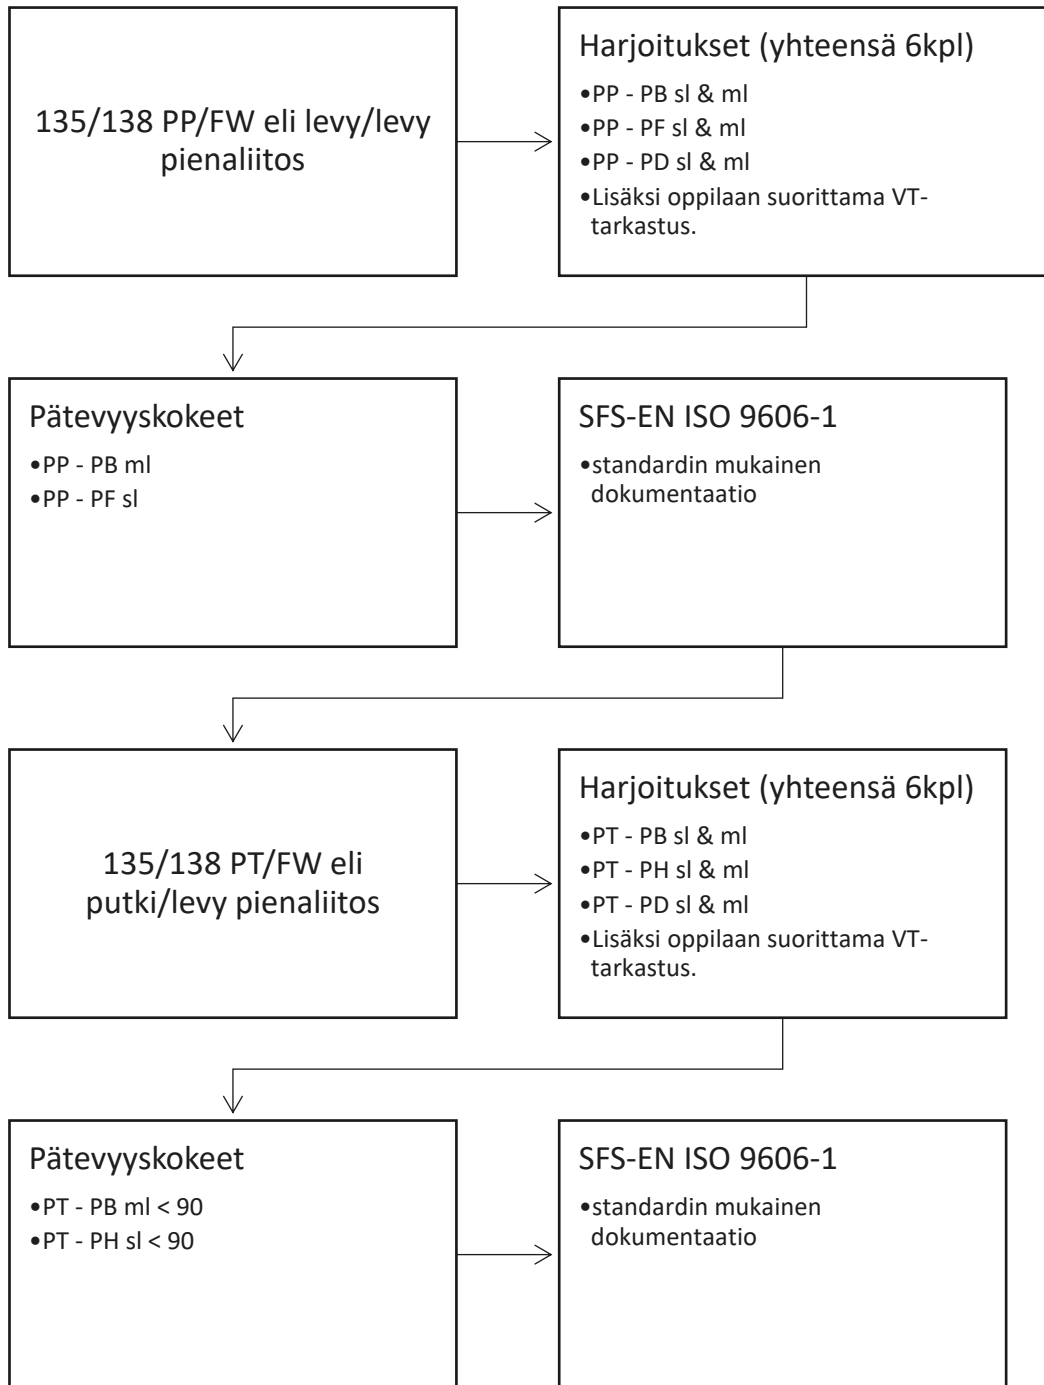 135/138 PP/FW eli levy/levy
pienaliitos
Harjoitukset (yhteensä 6kpl)
•PP - PB sl & ml
•PP - PF sl & ml
•PP - PD sl & ml
•Lisäksi oppilaan suorittama VT-
tarkastus.
Pätevyyskokeet
•PP - PB ml
•PP - PF sl
SFS-EN ISO 9606-1
•standardin mukainen
dokumentaatio
135/138 PT/FW eli
putki/levy pienaliitos
Harjoitukset (yhteensä 6kpl)
•PT - PB sl & ml
•PT - PH sl & ml
•PT - PD sl & ml
•Lisäksi oppilaan suorittama VT-
tarkastus.
Pätevyyskokeet
•PT - PB ml < 90
•PT - PH sl < 90
SFS-EN ISO 9606-1
•standardin mukainen
dokumentaatio